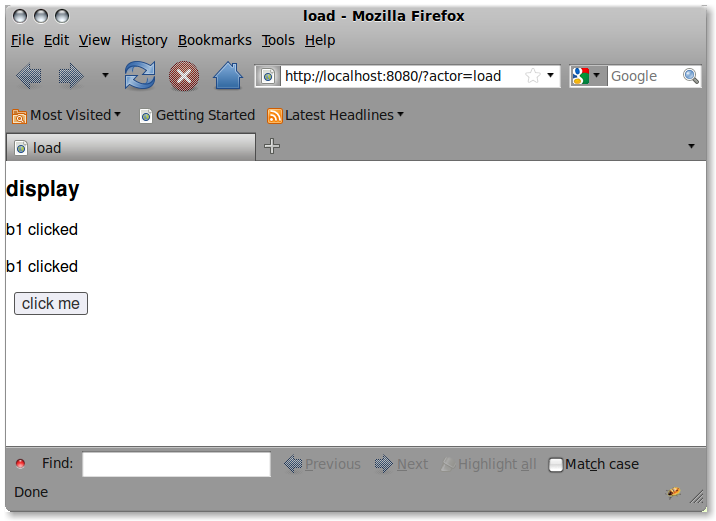 load - Mozilla Firefox
File Edit View History Bookmarks Tools Help
http://localhost:8080/?actor=load Google
Most Visited Getting Started Latest Headlines
load
display
b1 clicked
b1 clicked
click me
Find: Previous Next Highlight all Match case
Done